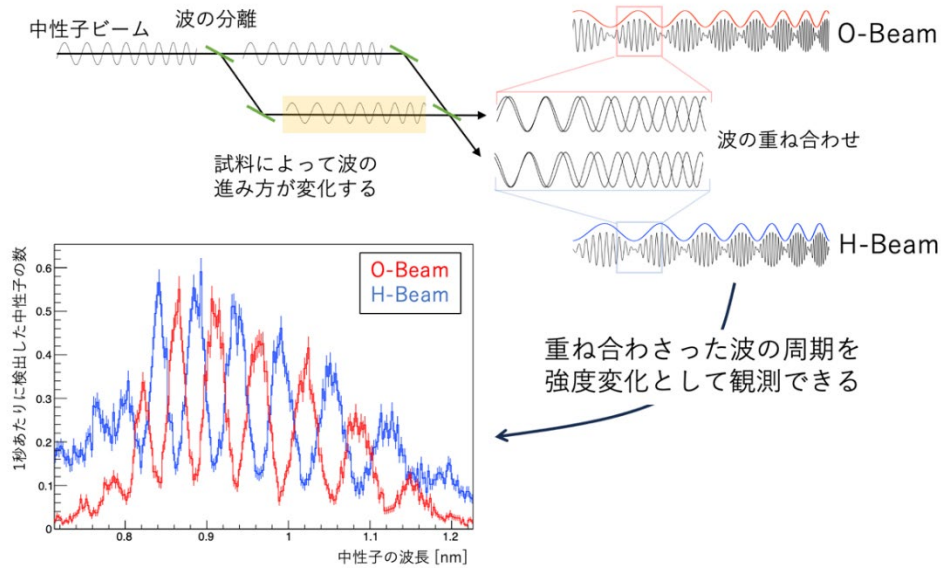 中性子ビーム
波の分離
O-Beam
試料によって波の
進み方が変化する
波の重ね合わせ
H-Beam
重ね合わさった波の周期を
強度変化として観測できる
O-Beam
H-Beam
1秒あたりに検出した中性子の数
0.6
0.5
0.4
0.3
0.2
0.1
0
0.8
0.9
1
1.1
1.2
中性子の波長 [nm]